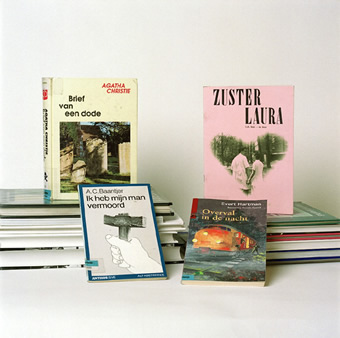 AGATHA
CHRISTIE
Brief
van
een dode
ZUSTER
LAURA
A.C. Baantjer
Ik heb mijn man
vermoord
Evert Hartman
Overval
in de nacht